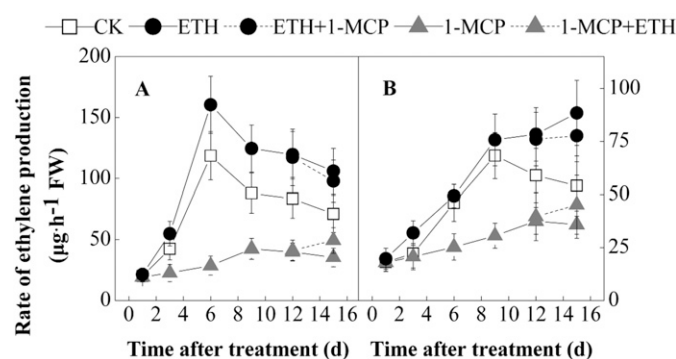 CK ETH ETH+1-MCP 1-MCP 1-MCP+ETH
Rate of ethylene production
(μg·h-1 FW)
200
150
100
50
0
A
B
100
75
50
25
0
0 2 4 6 8 10 12 14 16
0 2 4 6 8 10 12 14 16
Time after treatment (d)
Time after treatment (d)